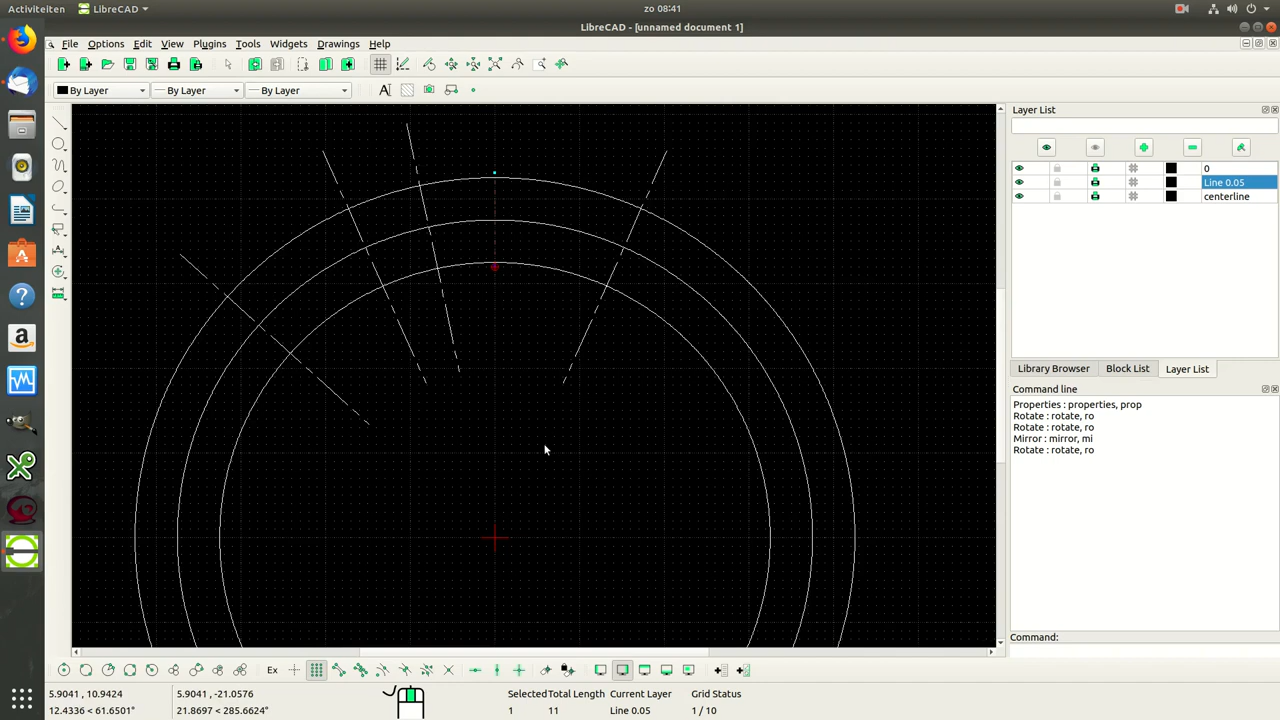 Activiteiten LibreCAD zo 08:41
LibreCAD - [unnamed document 1]
File Options Edit View Plugins Tools Widgets Drawings Help
By Layer By Layer By Layer
Layer List
0
Line 0.05
centerline
Library Browser Block List Layer List
Command line
Properties : properties, prop
Rotate : rotate, ro
Rotate : rotate, ro
Mirror : mirror, mi
Rotate : rotate, ro
Command:
Ex
5.9041 , 10.9424 5.9041 , -21.0576 Selected Total Length Current Layer Grid Status
12.4336 < 61.6501° 21.8697 < 285.6624° 1 11 Line 0.05 1 / 10